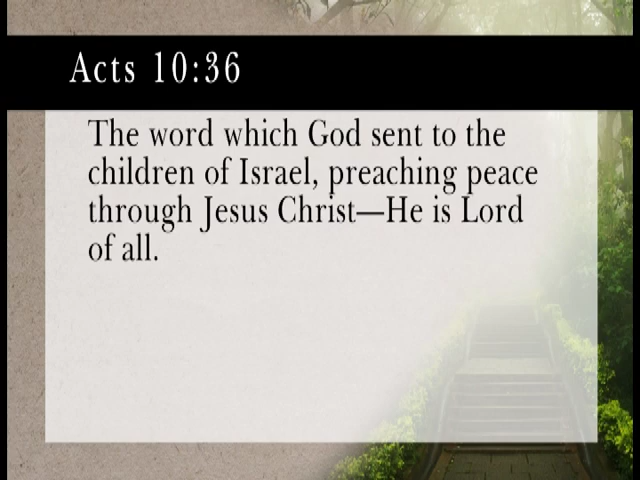 Acts 10:36
The word which God sent to the
children of Israel, preaching peace
through Jesus Christ—He is Lord
of all.